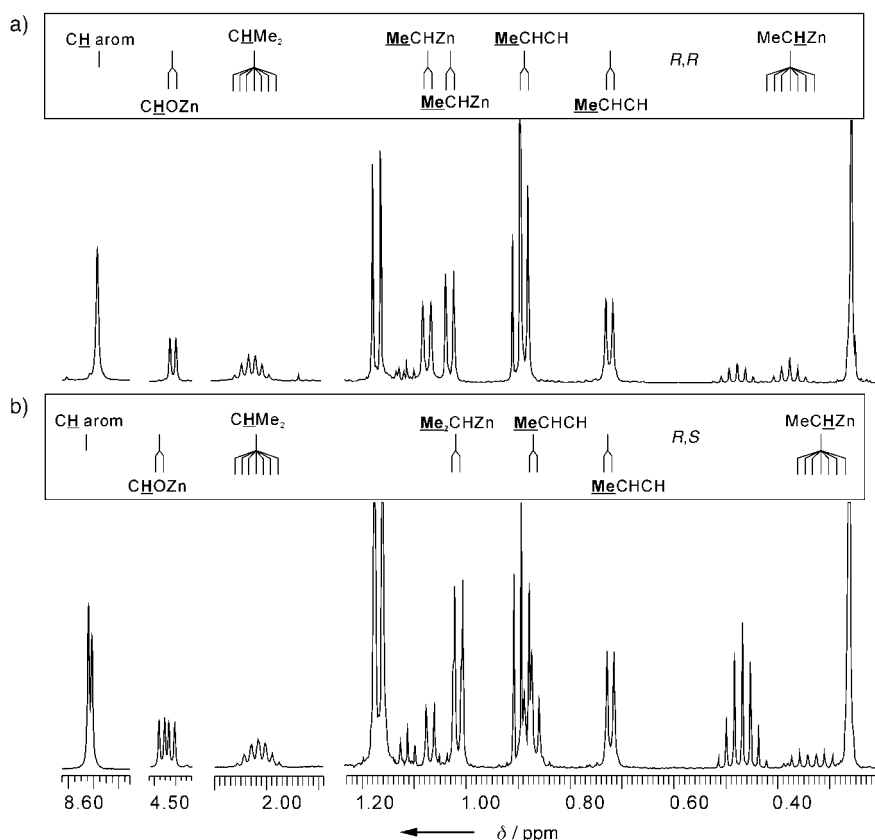 a)
CH arom
CHMe₂
MeCHZn
MeCHCH
R,R
MeCHZn
CHOZn
MeCHZn
MeCHCH
b)
CH arom
CHMe₂
Me₂CHZn
MeCHCH
R,S
MeCHZn
CHOZn
MeCHCH
8.60 4.50 2.00 1.20 1.00 0.80 0.60 0.40
δ / ppm